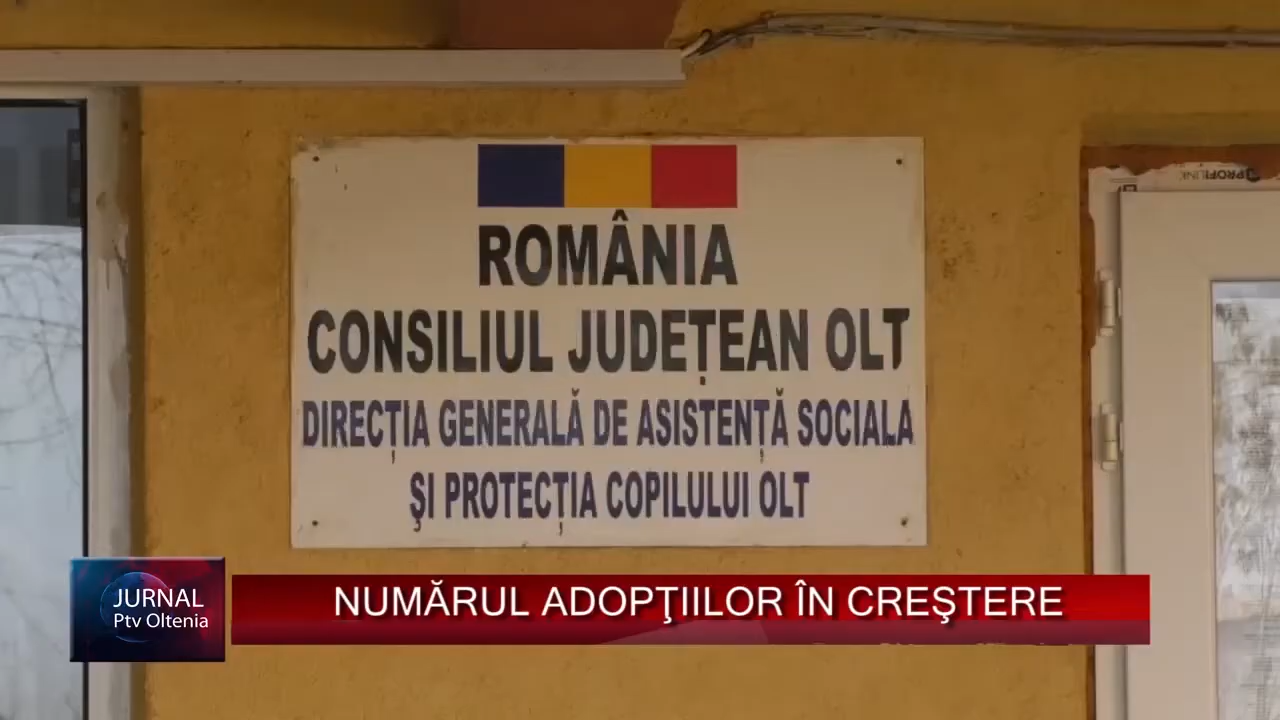 ROMÂNIA
CONSILIUL JUDEȚEAN OLT
DIRECȚIA GENERALĂ DE ASISTENȚĂ SOCIALA
ŞI PROTECȚIA COPILULUI OLT
PROFILINK
JURNAL
Ptv Oltenia
NUMĂRUL ADOPŢIILOR ÎN CREŞTERE